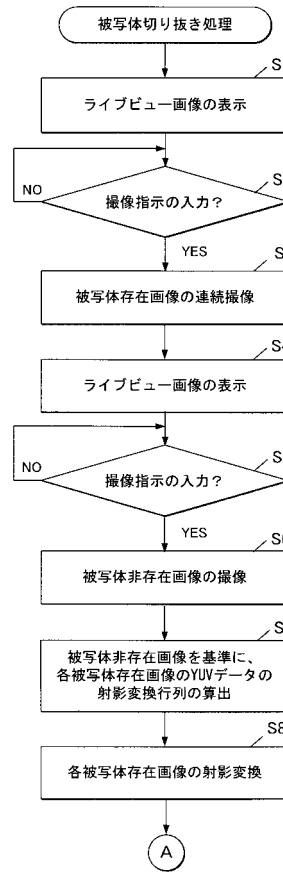 被写体切り抜き処理
S
ライブビュー画像の表示
S
撮像指示の入力?
NO
YES
S
被写体存在画像の連続撮像
S4
ライブビュー画像の表示
S
撮像指示の入力?
NO
YES
S
被写体非存在画像の撮像
S
被写体非存在画像を基準に、
各被写体存在画像のYUVデータの
射影変換行列の算出
S8
各被写体存在画像の射影変換
A